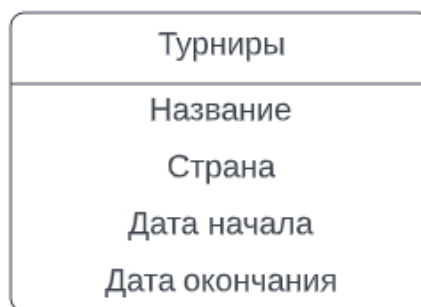 Турниры
Название
Страна
Дата начала
Дата окончания